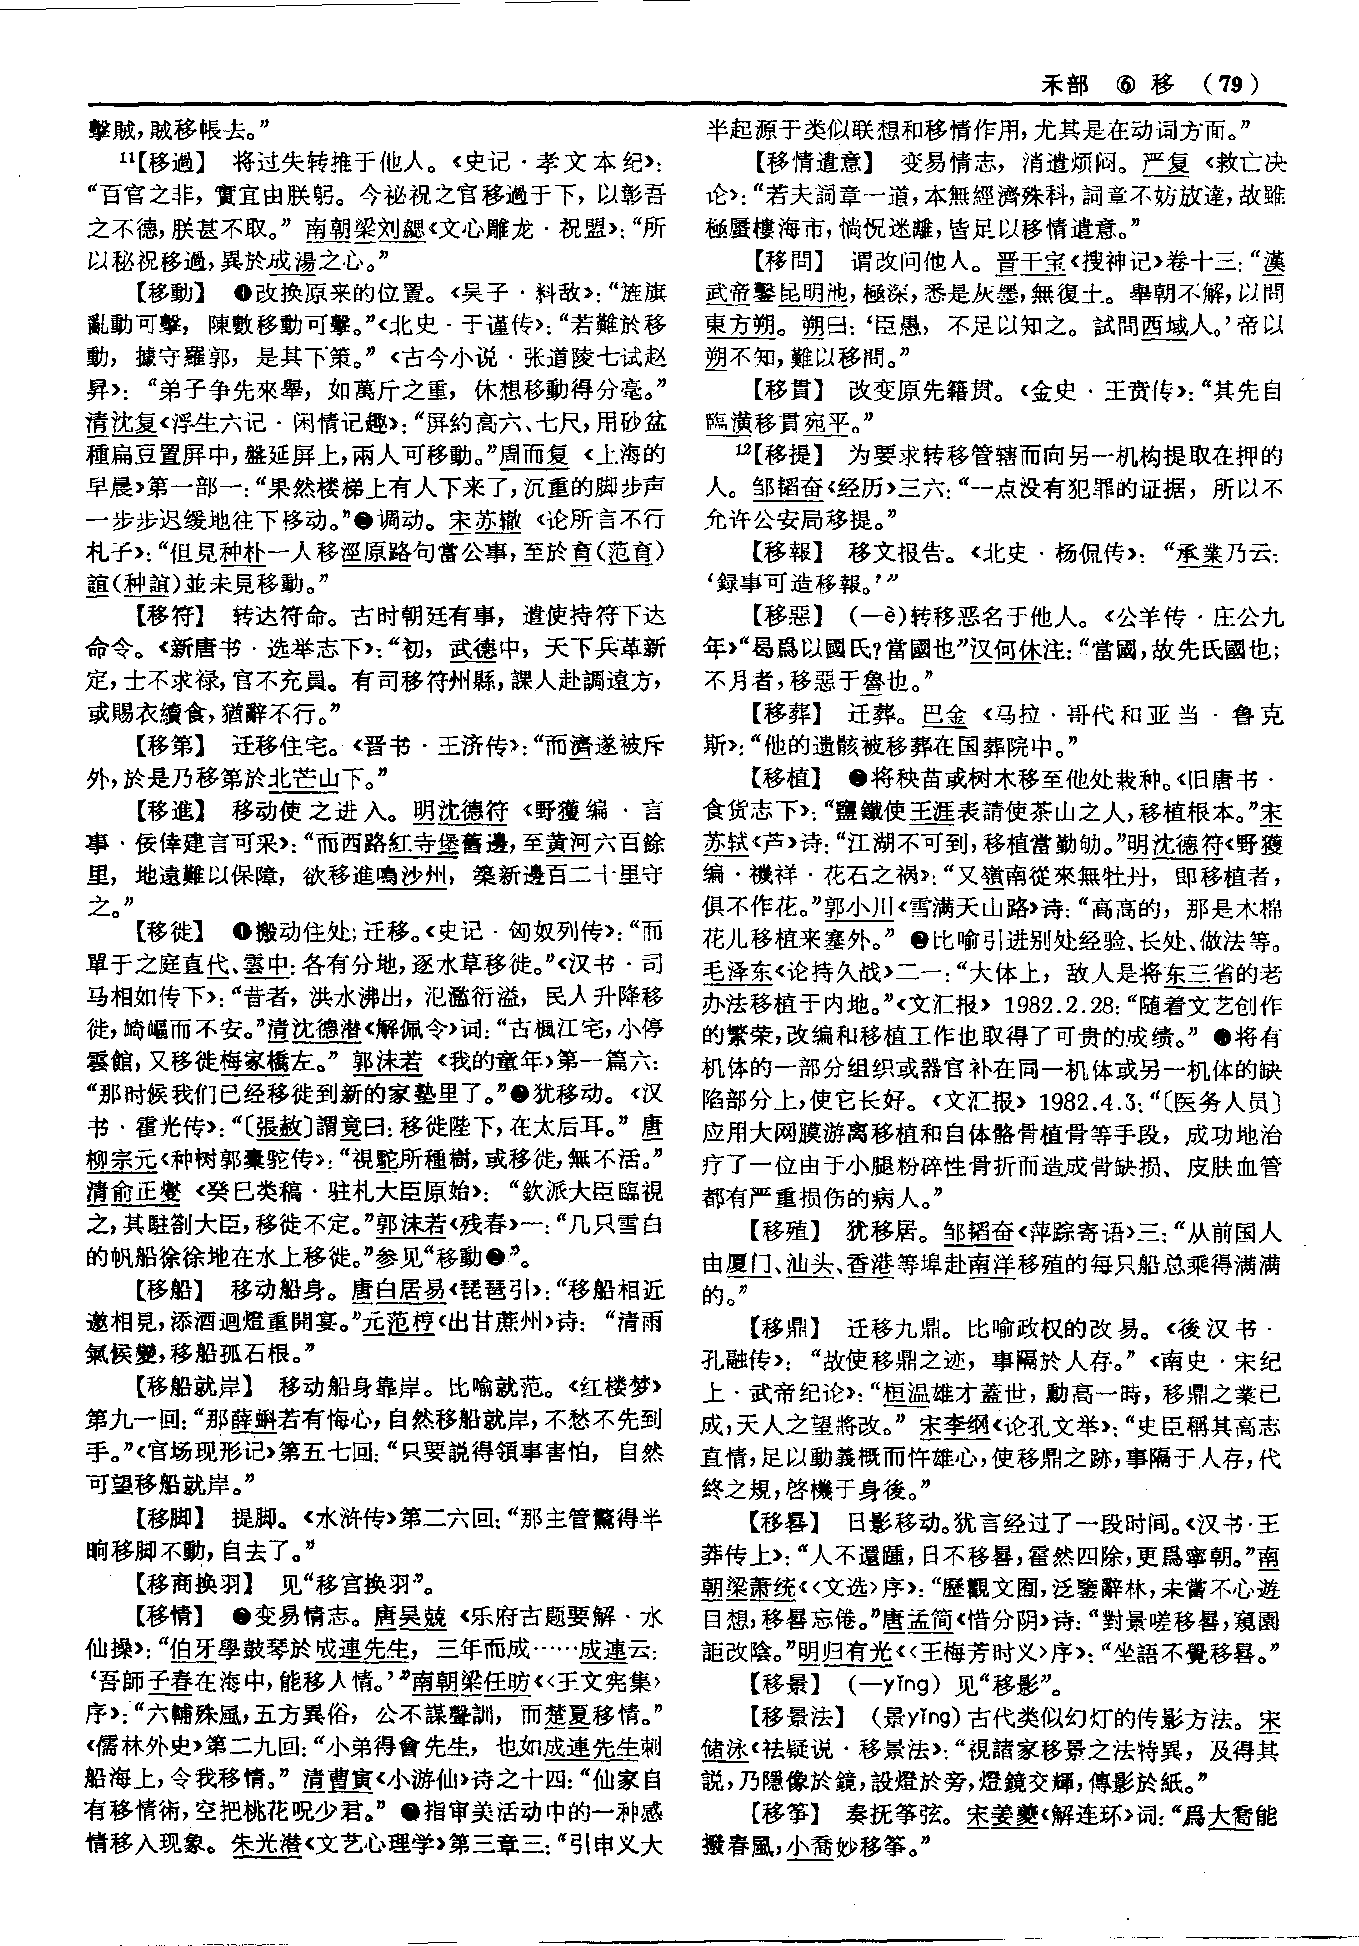 禾部 ⑥ 移 （79）
擊賊，賊移帳去。”
¹¹【移過】 将过失转推于他人。《史记·孝文本纪》：
“百官之非，實宜由朕躬。今祕祝之官移過于下，以彰吾
之不德，朕甚不取。” 南朝梁刘勰《文心雕龙·祝盟》：“所
以秘祝移過，異於成湯之心。”
【移動】 ❶改换原来的位置。《吴子·料敌》：“旌旗
亂動可擊，陳數移動可擊。”《北史·于谨传》：“若難於移
動，據守羅郭，是其下策。”《古今小说·张道陵七试赵
昇》：“弟子争先來舉，如萬斤之重，休想移動得分毫。”
清沈复《浮生六记·闲情记趣》：“屏約高六、七尺，用砂盆
種扁豆置屏中，盤延屏上，兩人可移動。”周而复《上海的
早晨》第一部一：“果然楼梯上有人下来了，沉重的脚步声
一步步迟缓地往下移动。”❷调动。宋苏辙《论所言不行
札子》：“但見种朴一人移涇原路句當公事，至於育（范育）
誼（种誼）並未見移動。”
【移符】 转达符命。古时朝廷有事，遣使持符下达
命令。《新唐书·选举志下》：“初，武德中，天下兵革新
定，士不求禄，官不充員。有司移符州縣，課人赴調遠方，
或賜衣續食，猶辭不行。”
【移第】 迁移住宅。《晋书·王济传》：“而濟遂被斥
外，於是乃移第於北芒山下。”
【移進】 移动使之进入。明沈德符《野獲编·言
事·佞倖建言可采》：“而西路红寺堡舊邊，至黄河六百餘
里，地遠難以保障，欲移進鳴沙州，築新邊百二十里守
之。”
【移徙】 ❶搬动住处；迁移。《史记·匈奴列传》：“而
單于之庭直代、雲中：各有分地，逐水草移徙。”《汉书·司
马相如传下》：“昔者，洪水沸出，氾濫衍溢，民人升降移
徙，崎嶇而不安。”清沈德潜《解佩令》词：“古楓江宅，小停
雲館，又移徙梅家橋左。” 郭沫若《我的童年》第一篇六：
“那时候我们已经移徙到新的家塾里了。”❷犹移动。《汉
书·霍光传》：“〔張敖〕謂竟曰：移徙陛下，在太后耳。” 唐
柳宗元《种树郭橐驼传》：“視駝所種樹，或移徙，無不活。”
清俞正燮《癸巳类稿·驻札大臣原始》：“欽派大臣臨視
之，其駐劄大臣，移徙不定。”郭沫若《残春》一：“几只雪白
的帆船徐徐地在水上移徙。”参见“移動❷”。
【移船】 移动船身。唐白居易《琵琶引》：“移船相近
邀相見，添酒迴燈重開宴。”元范梈《出甘蔗州》诗：“清雨
氣候變，移船孤石根。”
【移船就岸】 移动船身靠岸。比喻就范。《红楼梦》
第九一回：“那薛蝌若有悔心，自然移船就岸，不愁不先到
手。”《官场现形记》第五七回：“只要説得領事害怕，自然
可望移船就岸。”
【移脚】 提脚。《水浒传》第二六回：“那主管驚得半
晌移脚不動，自去了。”
【移商换羽】 见“移宫换羽”。
【移情】 ❶变易情志。唐吴兢《乐府古题要解·水
仙操》：“伯牙學鼓琴於成連先生，三年而成……成連云：
‘吾師子春在海中，能移人情。’”南朝梁任昉《〈王文宪集〉
序》：“六輔殊風，五方異俗，公不謀聲訓，而楚夏移情。”
《儒林外史》第二九回：“小弟得會先生，也如成連先生刺
船海上，令我移情。” 清曹寅《小游仙》诗之十四：“仙家自
有移情術，空把桃花呪少君。” ❷指审美活动中的一种感
情移入现象。朱光潜《文艺心理学》第三章三：“引申义大
半起源于类似联想和移情作用，尤其是在动词方面。”
【移情遣意】 变易情志，消遣烦闷。严复《救亡决
论》：“若夫詞章一道，本無經濟殊科，詞章不妨放達，故雖
極蜃樓海市，惝怳迷離，皆足以移情遣意。”
【移問】 谓改问他人。晋干宝《搜神记》卷十三：“漢
武帝鑿昆明池，極深，悉是灰墨，無復土。舉朝不解，以問
東方朔。朔曰：‘臣愚，不足以知之。試問西域人。’帝以
朔不知，難以移問。”
【移貫】 改变原先籍贯。《金史·王贲传》：“其先自
臨潢移貫宛平。”
¹²【移提】 为要求转移管辖而向另一机构提取在押的
人。邹韬奋《经历》三六：“一点没有犯罪的证据，所以不
允许公安局移提。”
【移報】 移文报告。《北史·杨侃传》：“承業乃云：
‘録事可造移報。’”
【移惡】 （—è）转移恶名于他人。《公羊传·庄公九
年》“曷爲以國氏？當國也”汉何休注：“當國，故先氏國也；
不月者，移惡于魯也。”
【移葬】 迁葬。巴金《马拉·哥代和亚当·鲁克
斯》：“他的遗骸被移葬在国葬院中。”
【移植】 ❶将秧苗或树木移至他处栽种。《旧唐书·
食货志下》：“鹽鐵使王涯表請使茶山之人，移植根本。”宋
苏轼《芦》诗：“江湖不可到，移植當勤劬。”明沈德符《野獲
编·禨祥·花石之祸》：“又嶺南從來無牡丹，即移植者，
俱不作花。”郭小川《雪满天山路》诗：“高高的，那是木棉
花儿移植来塞外。” ❷比喻引进别处经验、长处、做法等。
毛泽东《论持久战》二一：“大体上，敌人是将东三省的老
办法移植于内地。”《文汇报》1982.2.28：“随着文艺创作
的繁荣，改编和移植工作也取得了可贵的成绩。” ❸将有
机体的一部分组织或器官补在同一机体或另一机体的缺
陷部分上，使它长好。《文汇报》1982.4.3：“〔医务人员〕
应用大网膜游离移植和自体骼骨植骨等手段，成功地治
疗了一位由于小腿粉碎性骨折而造成骨缺损、皮肤血管
都有严重损伤的病人。”
【移殖】 犹移居。邹韬奋《萍踪寄语》三：“从前国人
由厦门、汕头、香港等埠赴南洋移殖的每只船总乘得满满
的。”
【移鼎】 迁移九鼎。比喻政权的改易。《後汉书·
孔融传》：“故使移鼎之迹，事隔於人存。”《南史·宋纪
上·武帝纪论》：“桓温雄才蓋世，勳高一時，移鼎之業已
成，天人之望將改。” 宋李纲《论孔文举》：“史臣稱其高志
直情，足以動義概而忤雄心，使移鼎之跡，事隔于人存，代
終之規，啓機于身後。”
【移晷】 日影移动。犹言经过了一段时间。《汉书·王
莽传上》：“人不還踵，日不移晷，霍然四除，更爲寧朝。”南
朝梁萧统《〈文选〉序》：“歷觀文囿，泛鑒辭林，未嘗不心遊
目想，移晷忘倦。”唐孟简《惜分阴》诗：“對景嗟移晷，窺園
詎改陰。”明归有光《〈王梅芳时义〉序》：“坐語不覺移晷。”
【移景】 （—yǐng）见“移影”。
【移景法】 （景yǐng）古代类似幻灯的传影方法。宋
储泳《祛疑说·移景法》：“視諸家移景之法特異，及得其
説，乃隱像於鏡，設燈於旁，燈鏡交輝，傳影於紙。”
【移筝】 奏抚筝弦。宋姜夔《解连环》词：“爲大喬能
撥春風，小喬妙移筝。”